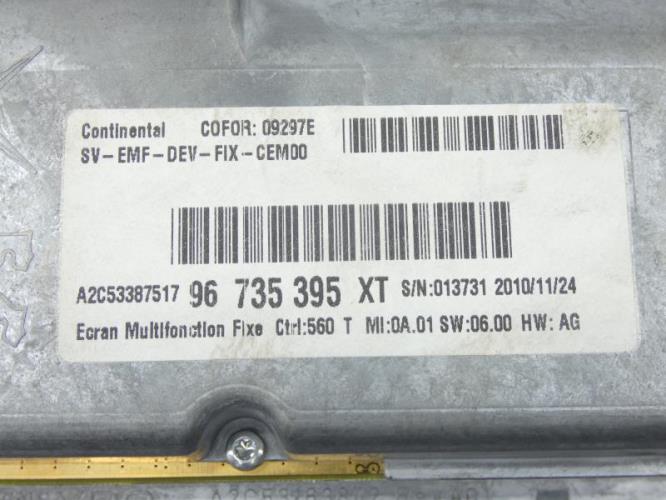 Continental COFOR: 09297E
SV-EMF-DEV-FIX-CEM00
A2C53387517 96 735 395 XT S/N:013731 2010/11/24
Ecran Multifonction Fixe Ctrl:560 T MI:0A.01 SW:06.00 HW: AG